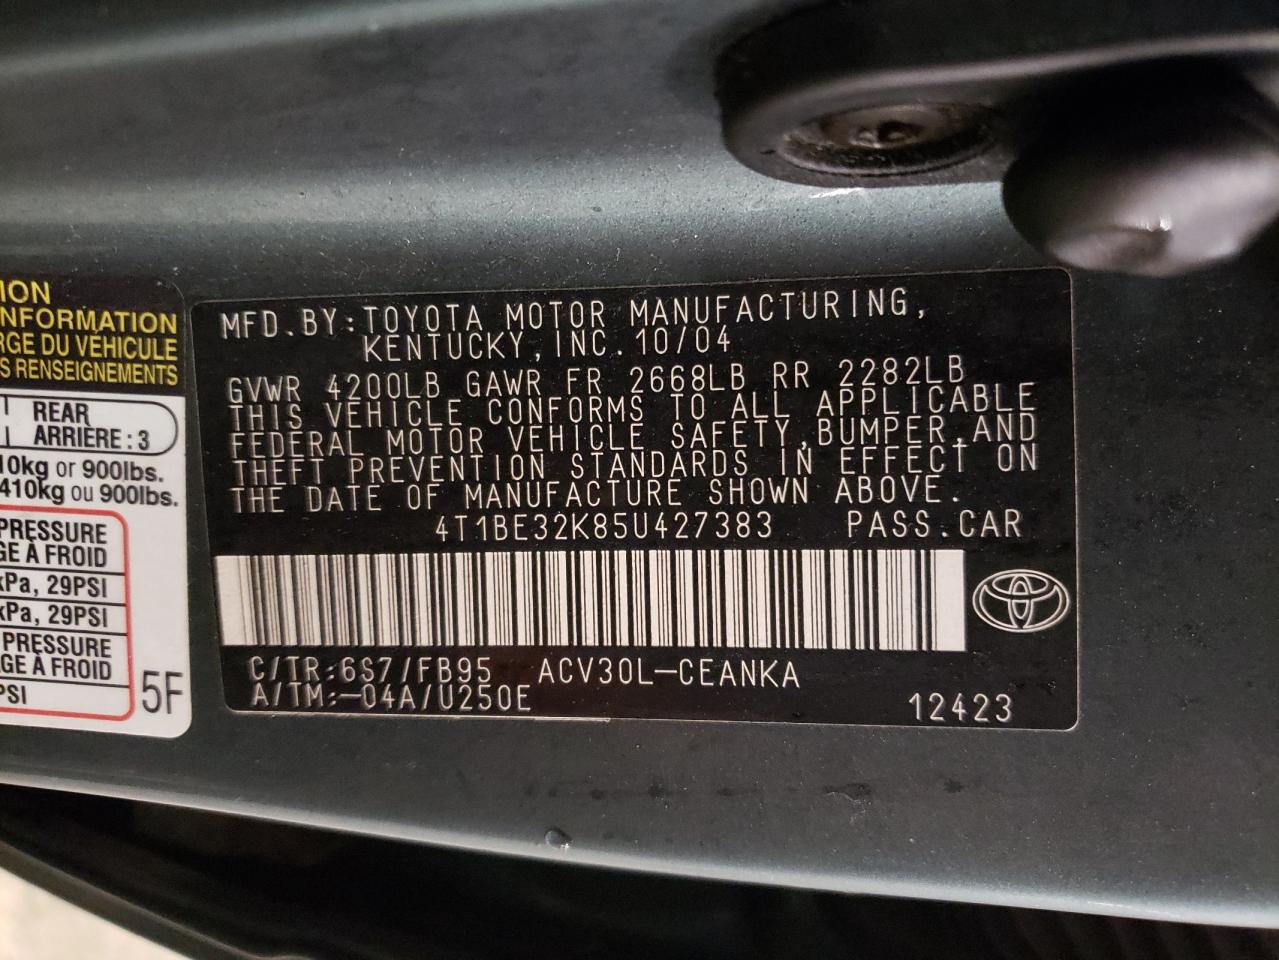 ION
NFORMATION
RGE DU VÉHICULE
S RENSEIGNEMENTS
REAR
ARRIÈRE : 3
10kg or 900lbs.
410kg ou 900lbs.
PRESSURE
GE À FROID
kPa, 29PSI
kPa, 29PSI
PRESSURE
GE À FROID
PSI
5F
MFD.BY:TOYOTA MOTOR MANUFACTURING,
KENTUCKY,INC.10/04
GVWR 4200LB GAWR FR 2668LB RR 2282LB
THIS VEHICLE CONFORMS TO ALL APPLICABLE
FEDERAL MOTOR VEHICLE SAFETY,BUMPER,AND
THEFT PREVENTION STANDARDS IN EFFECT ON
THE DATE OF MANUFACTURE SHOWN ABOVE.
4T1BE32K85U427383 PASS.CAR
C/TR:6S7/FB95 ACV30L-CEANKA
A/TM:-04A/U250E
12423